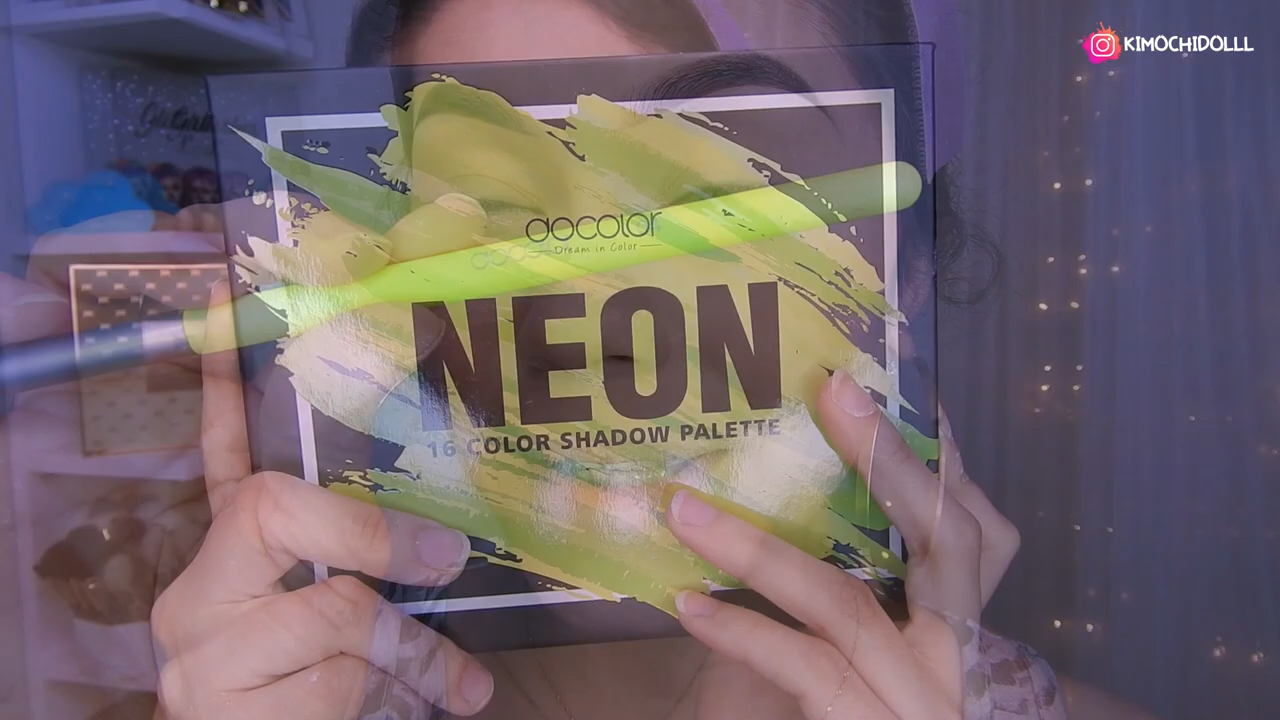 KIMOCHIDOLLL
docolor
Dream in Color
NEON
16 COLOR SHADOW PALETTE